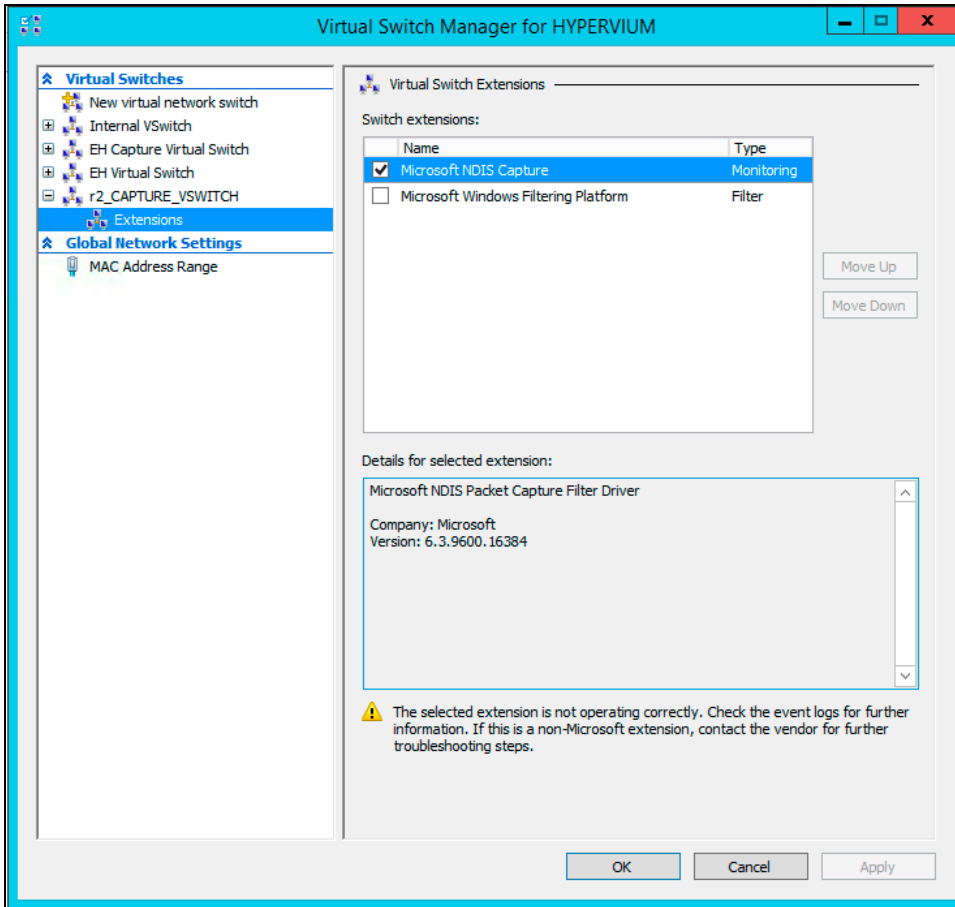 Virtual Switch Manager for HYPERVIUM
Virtual Switches
New virtual network switch
Internal VSwitch
EH Capture Virtual Switch
EH Virtual Switch
r2_CAPTURE_VSWITCH
Extensions
Global Network Settings
MAC Address Range
Virtual Switch Extensions
Switch extensions:
Name Type
Microsoft NDIS Capture Monitoring
Microsoft Windows Filtering Platform Filter
Move Up
Move Down
Details for selected extension:
Microsoft NDIS Packet Capture Filter Driver
Company: Microsoft
Version: 6.3.9600.16384
The selected extension is not operating correctly. Check the event logs for further
information. If this is a non-Microsoft extension, contact the vendor for further
troubleshooting steps.
OK Cancel Apply